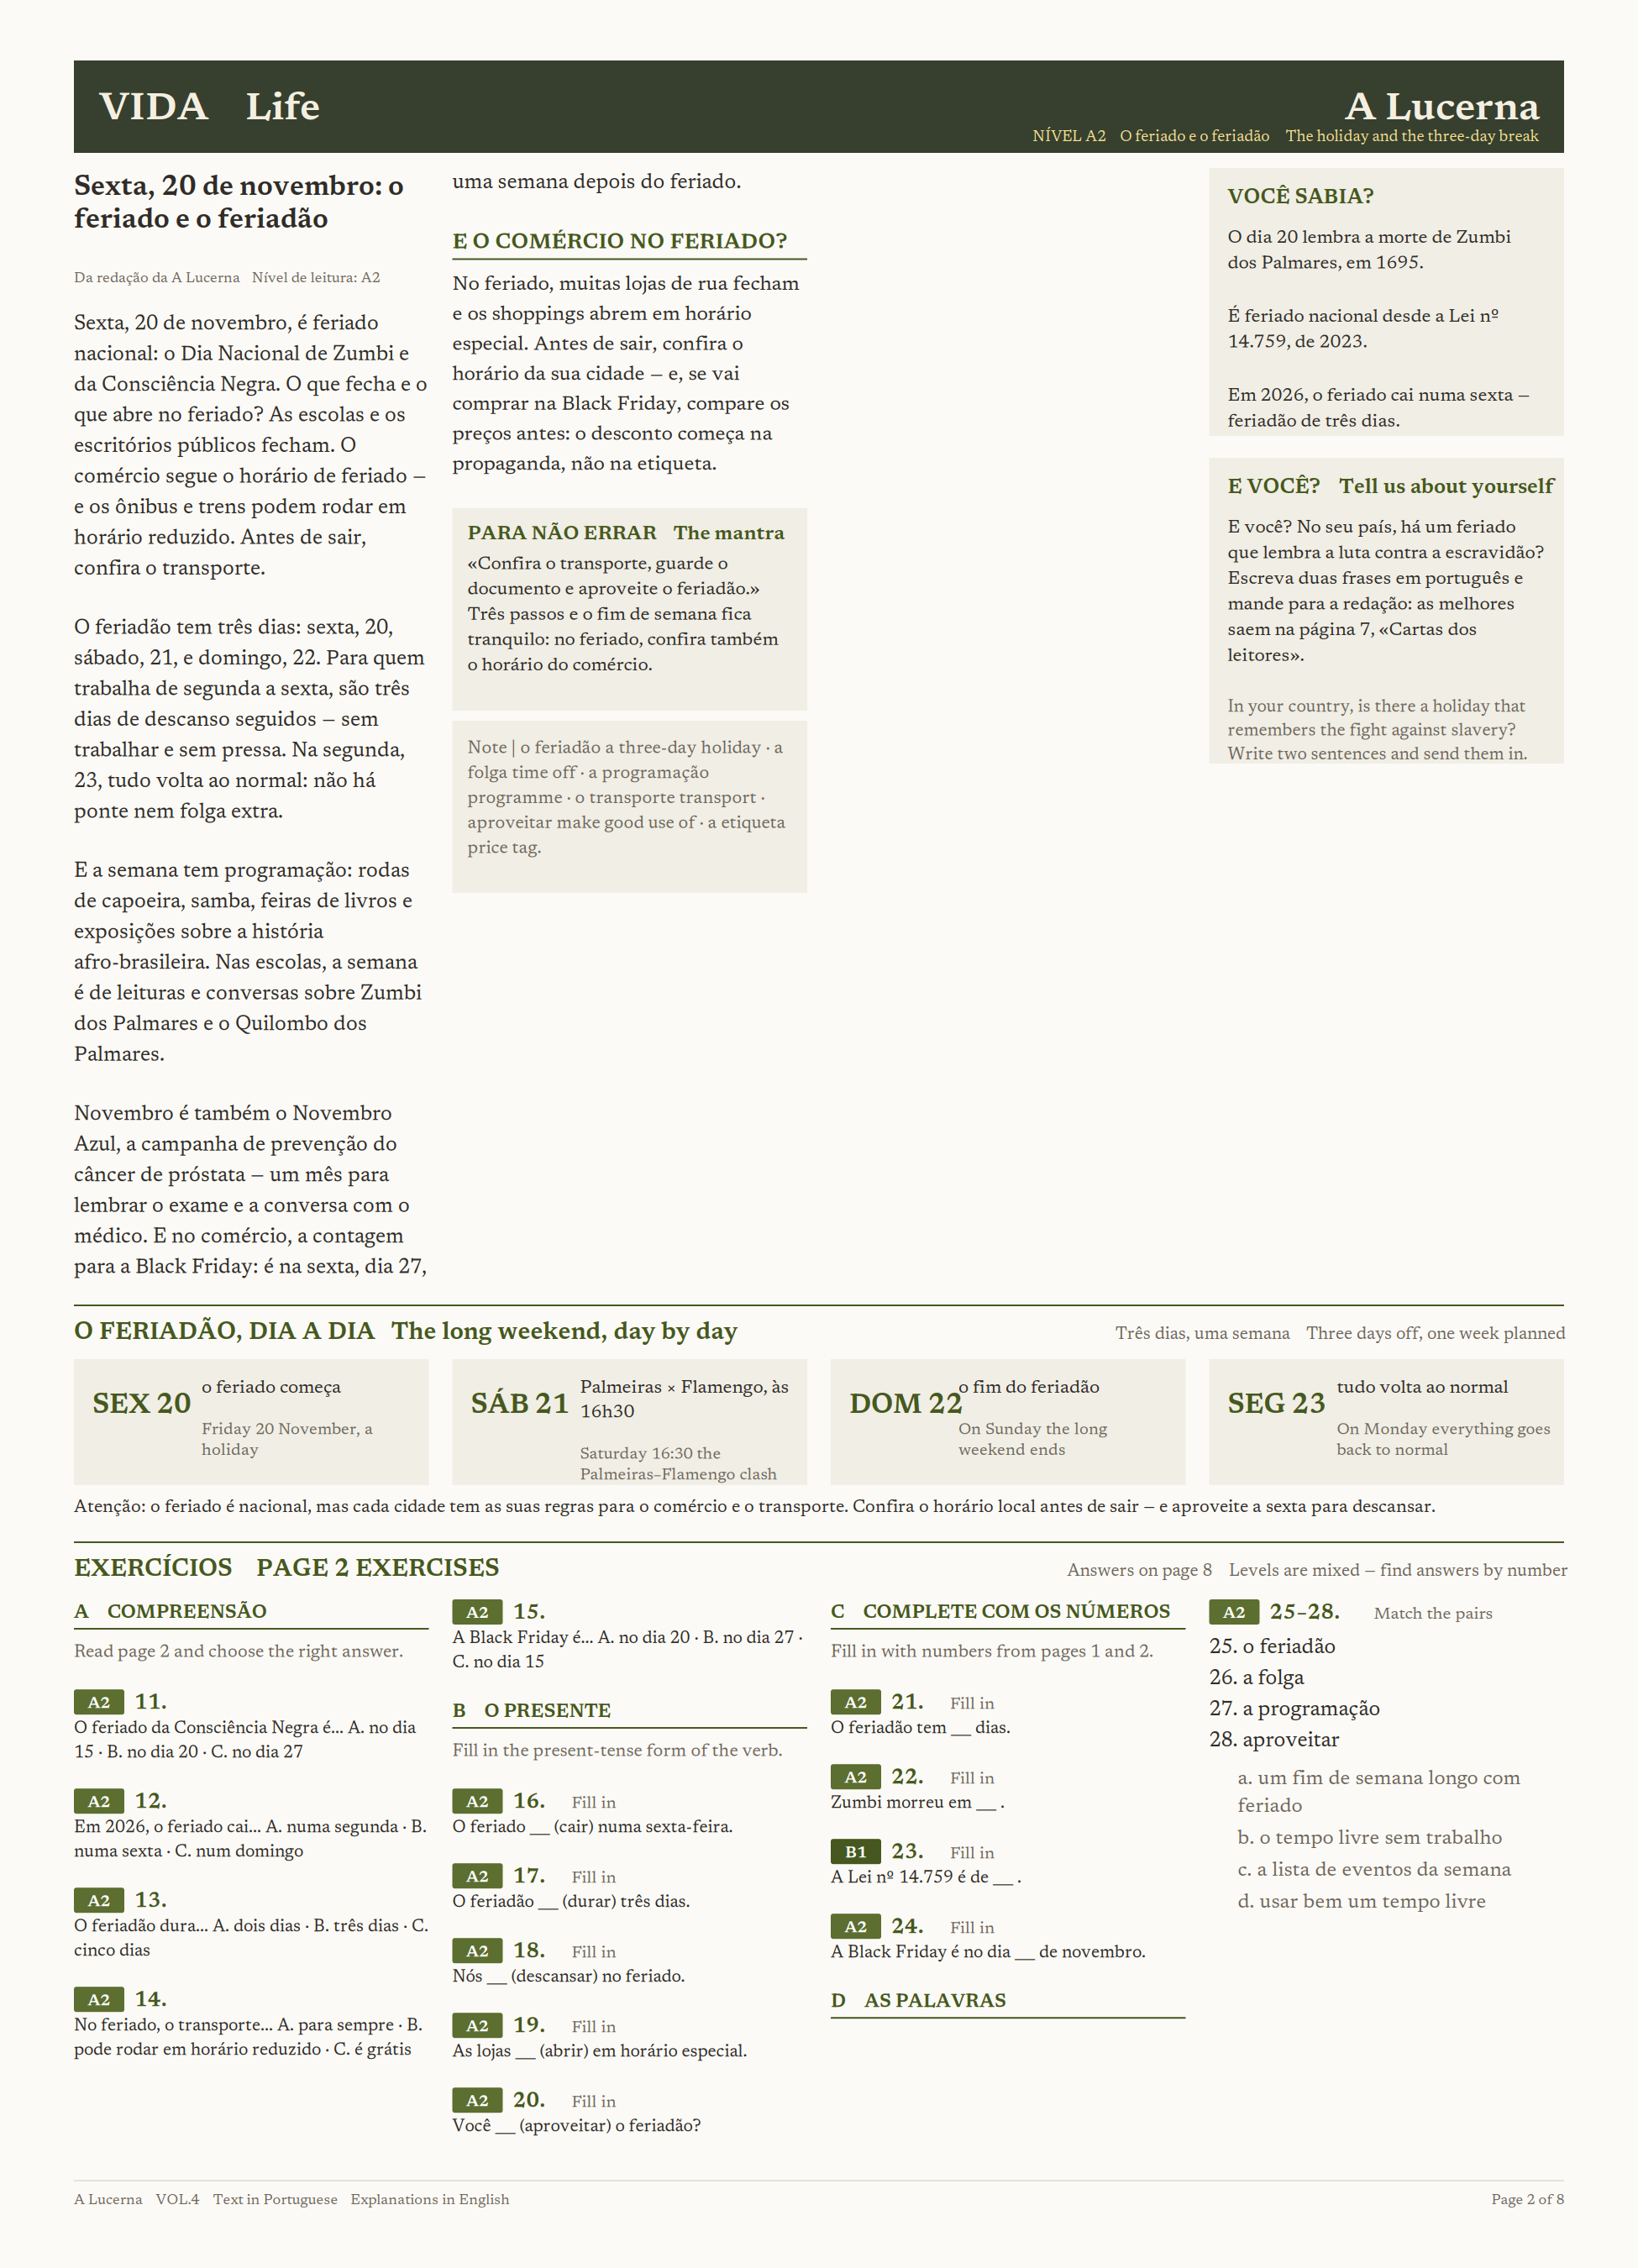 VIDA Life
A Lucerna
NÍVEL A2 O feriado e o feriadão The holiday and the three-day break
Sexta, 20 de novembro: o
feriado e o feriadão
Da redação da A Lucerna Nível de leitura: A2
Sexta, 20 de novembro, é feriado
nacional: o Dia Nacional de Zumbi e
da Consciência Negra. O que fecha e o
que abre no feriado? As escolas e os
escritórios públicos fecham. O
comércio segue o horário de feriado —
e os ônibus e trens podem rodar em
horário reduzido. Antes de sair,
confira o transporte.
O feriadão tem três dias: sexta, 20,
sábado, 21, e domingo, 22. Para quem
trabalha de segunda a sexta, são três
dias de descanso seguidos — sem
trabalhar e sem pressa. Na segunda,
23, tudo volta ao normal: não há
ponte nem folga extra.
E a semana tem programação: rodas
de capoeira, samba, feiras de livros e
exposições sobre a história
afro-brasileira. Nas escolas, a semana
é de leituras e conversas sobre Zumbi
dos Palmares e o Quilombo dos
Palmares.
Novembro é também o Novembro
Azul, a campanha de prevenção do
câncer de próstata — um mês para
lembrar o exame e a conversa com o
médico. E no comércio, a contagem
para a Black Friday: é na sexta, dia 27,
uma semana depois do feriado.
E O COMÉRCIO NO FERIADO?
No feriado, muitas lojas de rua fecham
e os shoppings abrem em horário
especial. Antes de sair, confira o
horário da sua cidade — e, se vai
comprar na Black Friday, compare os
preços antes: o desconto começa na
propaganda, não na etiqueta.
PARA NÃO ERRAR The mantra
«Confira o transporte, guarde o
documento e aproveite o feriadão.»
Três passos e o fim de semana fica
tranquilo: no feriado, confira também
o horário do comércio.
Note | o feriadão a three-day holiday · a
folga time off · a programação
programme · o transporte transport ·
aproveitar make good use of · a etiqueta
price tag.
VOCÊ SABIA?
O dia 20 lembra a morte de Zumbi
dos Palmares, em 1695.
É feriado nacional desde a Lei nº
14.759, de 2023.
Em 2026, o feriado cai numa sexta —
feriadão de três dias.
E VOCÊ? Tell us about yourself
E você? No seu país, há um feriado
que lembra a luta contra a escravidão?
Escreva duas frases em português e
mande para a redação: as melhores
saem na página 7, «Cartas dos
leitores».
In your country, is there a holiday that
remembers the fight against slavery?
Write two sentences and send them in.
O FERIADÃO, DIA A DIA The long weekend, day by day
Três dias, uma semana Three days off, one week planned
SEX 20
o feriado começa
Friday 20 November, a
holiday
SÁB 21
Palmeiras × Flamengo, às
16h30
Saturday 16:30 the
Palmeiras–Flamengo clash
DOM 22
o fim do feriadão
On Sunday the long
weekend ends
SEG 23
tudo volta ao normal
On Monday everything goes
back to normal
Atenção: o feriado é nacional, mas cada cidade tem as suas regras para o comércio e o transporte. Confira o horário local antes de sair — e aproveite a sexta para descansar.
EXERCÍCIOS PAGE 2 EXERCISES
Answers on page 8 Levels are mixed — find answers by number
A COMPREENSÃO
Read page 2 and choose the right answer.
A2 11.
O feriado da Consciência Negra é... A. no dia
15 · B. no dia 20 · C. no dia 27
A2 12.
Em 2026, o feriado cai... A. numa segunda · B.
numa sexta · C. num domingo
A2 13.
O feriadão dura... A. dois dias · B. três dias · C.
cinco dias
A2 14.
No feriado, o transporte... A. para sempre · B.
pode rodar em horário reduzido · C. é grátis
A2 15.
A Black Friday é... A. no dia 20 · B. no dia 27 ·
C. no dia 15
B O PRESENTE
Fill in the present-tense form of the verb.
A2 16. Fill in
O feriado __ (cair) numa sexta-feira.
A2 17. Fill in
O feriadão __ (durar) três dias.
A2 18. Fill in
Nós __ (descansar) no feriado.
A2 19. Fill in
As lojas __ (abrir) em horário especial.
A2 20. Fill in
Você __ (aproveitar) o feriadão?
C COMPLETE COM OS NÚMEROS
Fill in with numbers from pages 1 and 2.
A2 21. Fill in
O feriadão tem __ dias.
A2 22. Fill in
Zumbi morreu em __ .
B1 23. Fill in
A Lei nº 14.759 é de __ .
A2 24. Fill in
A Black Friday é no dia __ de novembro.
D AS PALAVRAS
A2 25–28. Match the pairs
25. o feriadão
26. a folga
27. a programação
28. aproveitar
a. um fim de semana longo com
feriado
b. o tempo livre sem trabalho
c. a lista de eventos da semana
d. usar bem um tempo livre
A Lucerna VOL.4 Text in Portuguese Explanations in English
Page 2 of 8